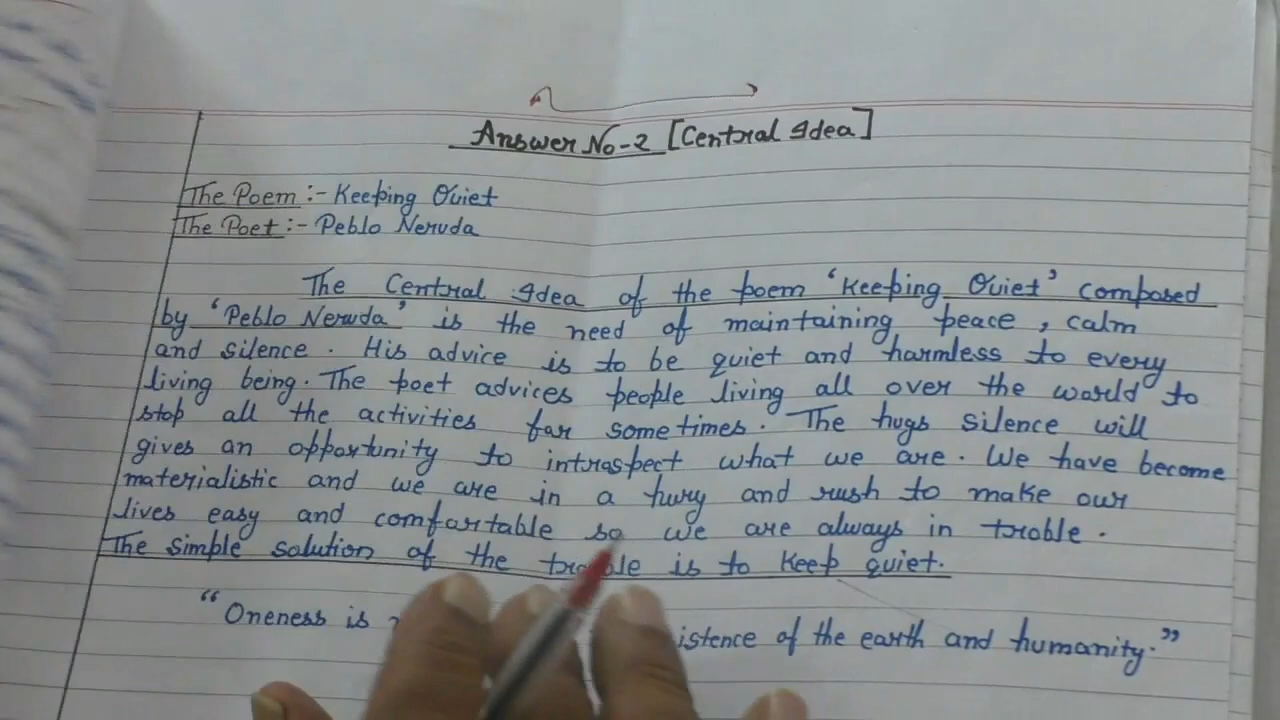 Answer No-2 [Central Idea]
The Poem :- Keeping Quiet
The Poet :- Peblo Neruda
The Central Idea of the poem 'Keeping Quiet' composed
by 'Peblo Neruda' is the need of maintaining peace, calm
and silence. His advice is to be quiet and harmless to every
living being. The poet advices people living all over the world to
stop all the activities for sometimes. The hugs silence will
gives an opportunity to introspect what we are. We have become
materialistic and we are in a hury and rush to make our
lives easy and comfortable so we are always in troble.
The simple solution of the troble is to keep quiet.
"Oneness is istence of the earth and humanity."